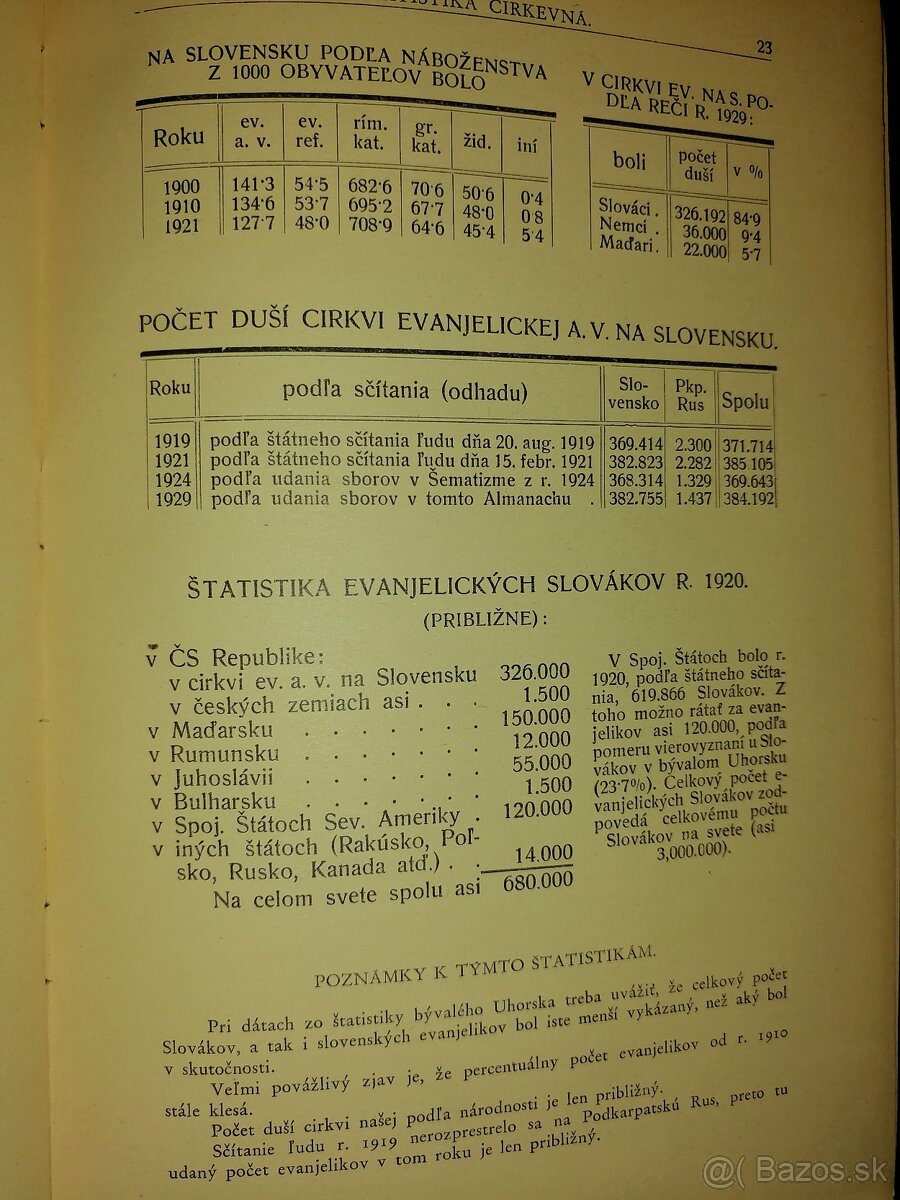 ŠTATISTIKA CIRKEVNÁ.
23
NA SLOVENSKU PODĽA NÁBOŽENSTVA
Z 1000 OBYVATEĽOV BOLO
Roku ev. a. v. ev. ref. rím. kat. gr. kat. žid. iní
1900 141·3 54·5 682·6 70·6 50·6 0·4
1910 134·6 53·7 695·2 67·7 48·0 0 8
1921 127·7 48·0 708·9 64·6 45·4 5·4
V CIRKVI EV. NA S. PO-
DĽA REČI R. 1929:
boli počet duší v %
Slováci . 326.192 84·9
Nemci . 36.000 9·4
Maďari . 22.000 5·7
POČET DUŠÍ CIRKVI EVANJELICKEJ A. V. NA SLOVENSKU.
Roku podľa sčítania (odhadu) Slo-vensko Pkp. Rus Spolu
1919 podľa štátneho sčítania ľudu dňa 20. aug. 1919 369.414 2.300 371.714
1921 podľa štátneho sčítania ľudu dňa 15. febr. 1921 382.823 2.282 385 105
1924 podľa udania sborov v Šematizme z r. 1924 368.314 1.329 369.643
1929 podľa udania sborov v tomto Almanachu . 382.755 1.437 384.192
ŠTATISTIKA EVANJELICKÝCH SLOVÁKOV R. 1920.
(PRIBLIŽNE):
v ČS Republike:
v cirkvi ev. a. v. na Slovensku 326.000
v českých zemiach asi . . . 1.500
v Maďarsku . . . . . . . 150.000
v Rumunsku . . . . . . . 12.000
v Juhoslávii . . . . . . . 55.000
v Bulharsku . . . . . . . 1.500
v Spoj. Štátoch Sev. Ameriky . 120.000
v iných štátoch (Rakúsko, Poľ-
sko, Rusko, Kanada atď.) . . 14.000
Na celom svete spolu asi 680.000
V Spoj. Štátoch bolo r.
1920, podľa štátneho sčíta-
nia, 619.866 Slovákov. Z
toho možno rátať za evan-
jelikov asi 120.000, podľa
pomeru vierovyznaní u Slo-
vákov v bývalom Uhorsku
(23·7%). Celkový počet e-
vanjelických Slovákov zod-
povedá celkovému počtu
Slovákov na svete (asi
3,000.000).
POZNÁMKY K TÝMTO ŠTATISTIKÁM.
Pri dátach zo štatistiky bývalého Uhorska treba uvážiť, že celkový počet
Slovákov, a tak i slovenských evanjelikov bol iste menší vykázaný, než aký bol
v skutočnosti.
Veľmi povážlivý zjav je, že percentuálny počet evanjelikov od r. 1910
stále klesá.
Počet duší cirkvi našej podľa národnosti je len približný.
Sčítanie ľudu r. 1919 nerozprestrelo sa na Podkarpatskú Rus, preto tu
udaný počet evanjelikov v tom roku je len približný.
@( Bazos.sk